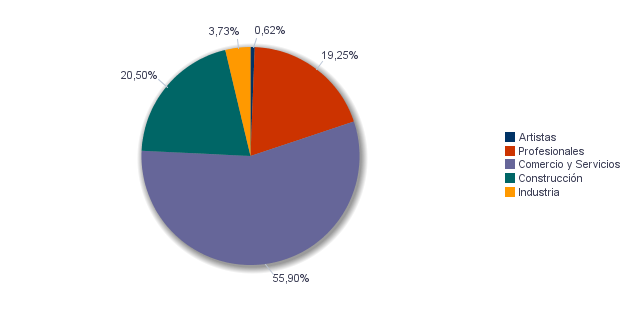 3,73%
0,62%
19,25%
20,50%
55,90%
Artistas
Profesionales
Comercio y Servicios
Construcción
Industria